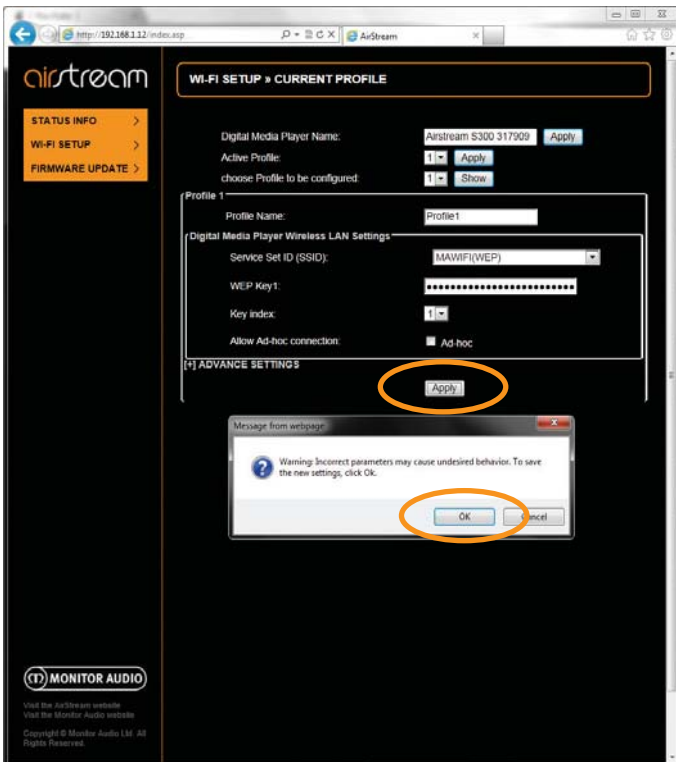 http://192.168.1.12/index.asp
AirStream
airstream
WI-FI SETUP » CURRENT PROFILE
STATUS INFO >
WI-FI SETUP >
FIRMWARE UPDATE >
Digital Media Player Name: Airstream S300 317909 Apply
Active Profile: 1 Apply
choose Profile to be configured: 1 Show
Profile 1
Profile Name: Profile1
Digital Media Player Wireless LAN Settings
Service Set ID (SSID): MAWIFI(WEP)
WEP Key1: ••••••••••••••••••••••••••
Key index: 1
Allow Ad-hoc connection: Ad-hoc
[+] ADVANCE SETTINGS
Apply
Message from webpage
Warning: Incorrect parameters may cause undesired behavior. To save
the new settings, click Ok.
OK Cancel
MONITOR AUDIO
Visit the AirStream website
Visit the Monitor Audio website
Copyright © Monitor Audio Ltd. All
Rights Reserved.